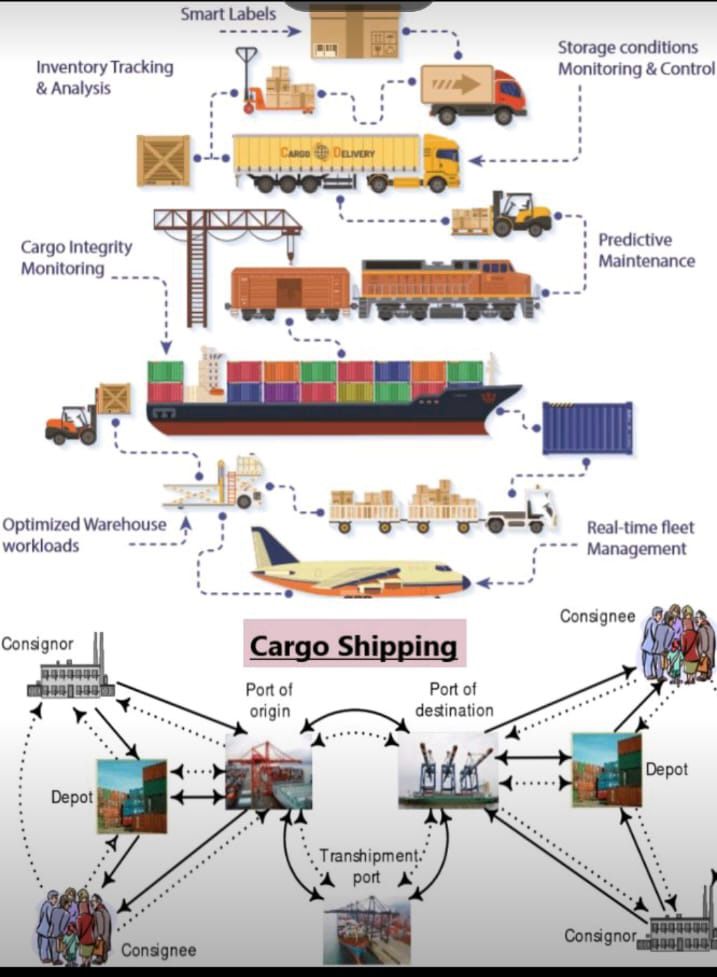 Smart Labels
Storage conditions
Monitoring & Control
Inventory Tracking
& Analysis
CARGO DELIVERY
Predictive
Maintenance
Cargo Integrity
Monitoring
Optimized Warehouse
workloads
Real-time fleet
Management
Consignee
Cargo Shipping
Consignor
Port of
origin
Port of
destination
Depot
Depot
Transhipment
port
Consignor
Consignee